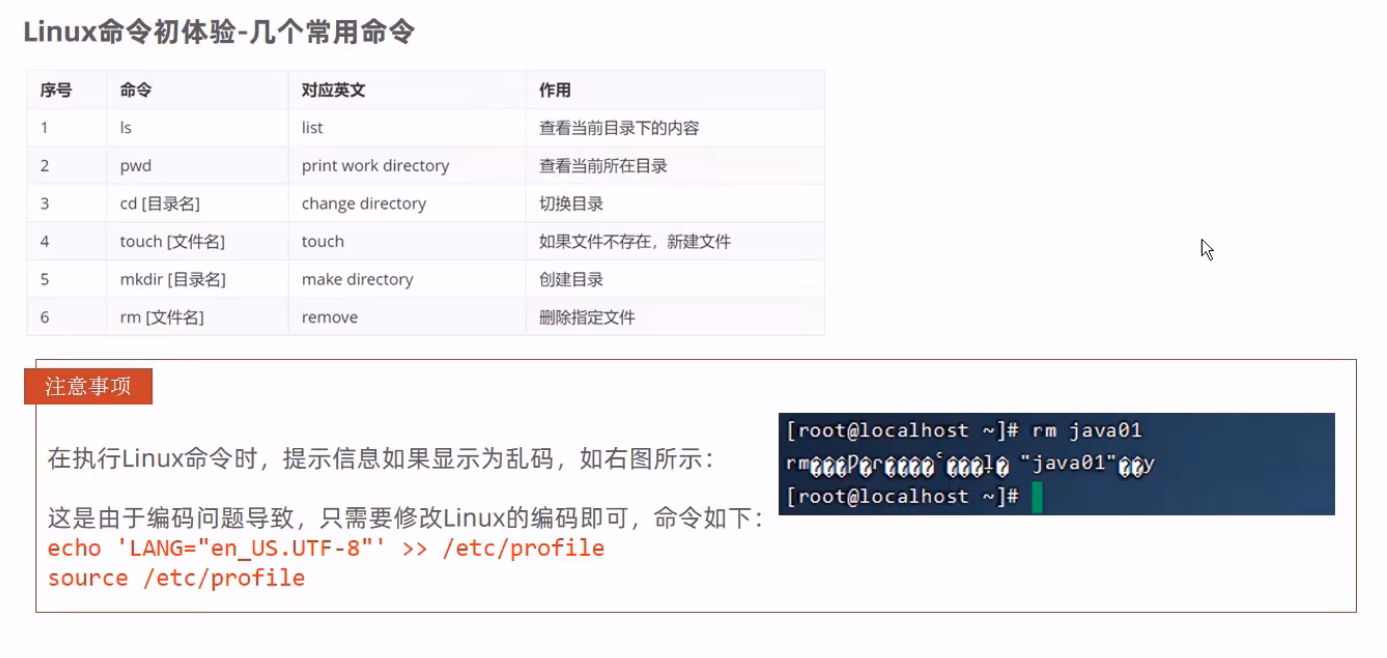 Linux命令初体验-几个常用命令
序号 命令 对应英文 作用
1 ls list 查看当前目录下的内容
2 pwd print work directory 查看当前所在目录
3 cd [目录名] change directory 切换目录
4 touch [文件名] touch 如果文件不存在，新建文件
5 mkdir [目录名] make directory 创建目录
6 rm [文件名] remove 删除指定文件
注意事项
在执行Linux命令时，提示信息如果显示为乱码，如右图所示：
这是由于编码问题导致，只需要修改Linux的编码即可，命令如下：
echo 'LANG="en_US.UTF-8"' >> /etc/profile
source /etc/profile
[root@localhost ~]# rm java01
rm���P�r����ʿ���ļ� "java01"��y
[root@localhost ~]#